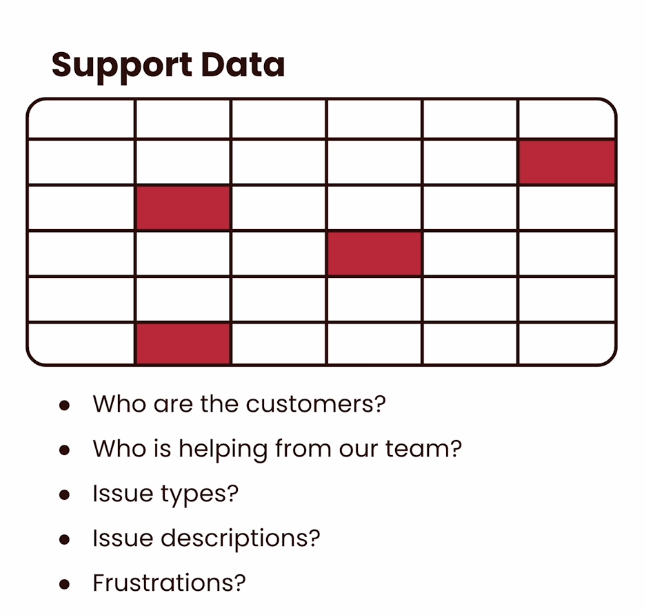 Support Data
● Who are the customers?
● Who is helping from our team?
● Issue types?
● Issue descriptions?
● Frustrations?